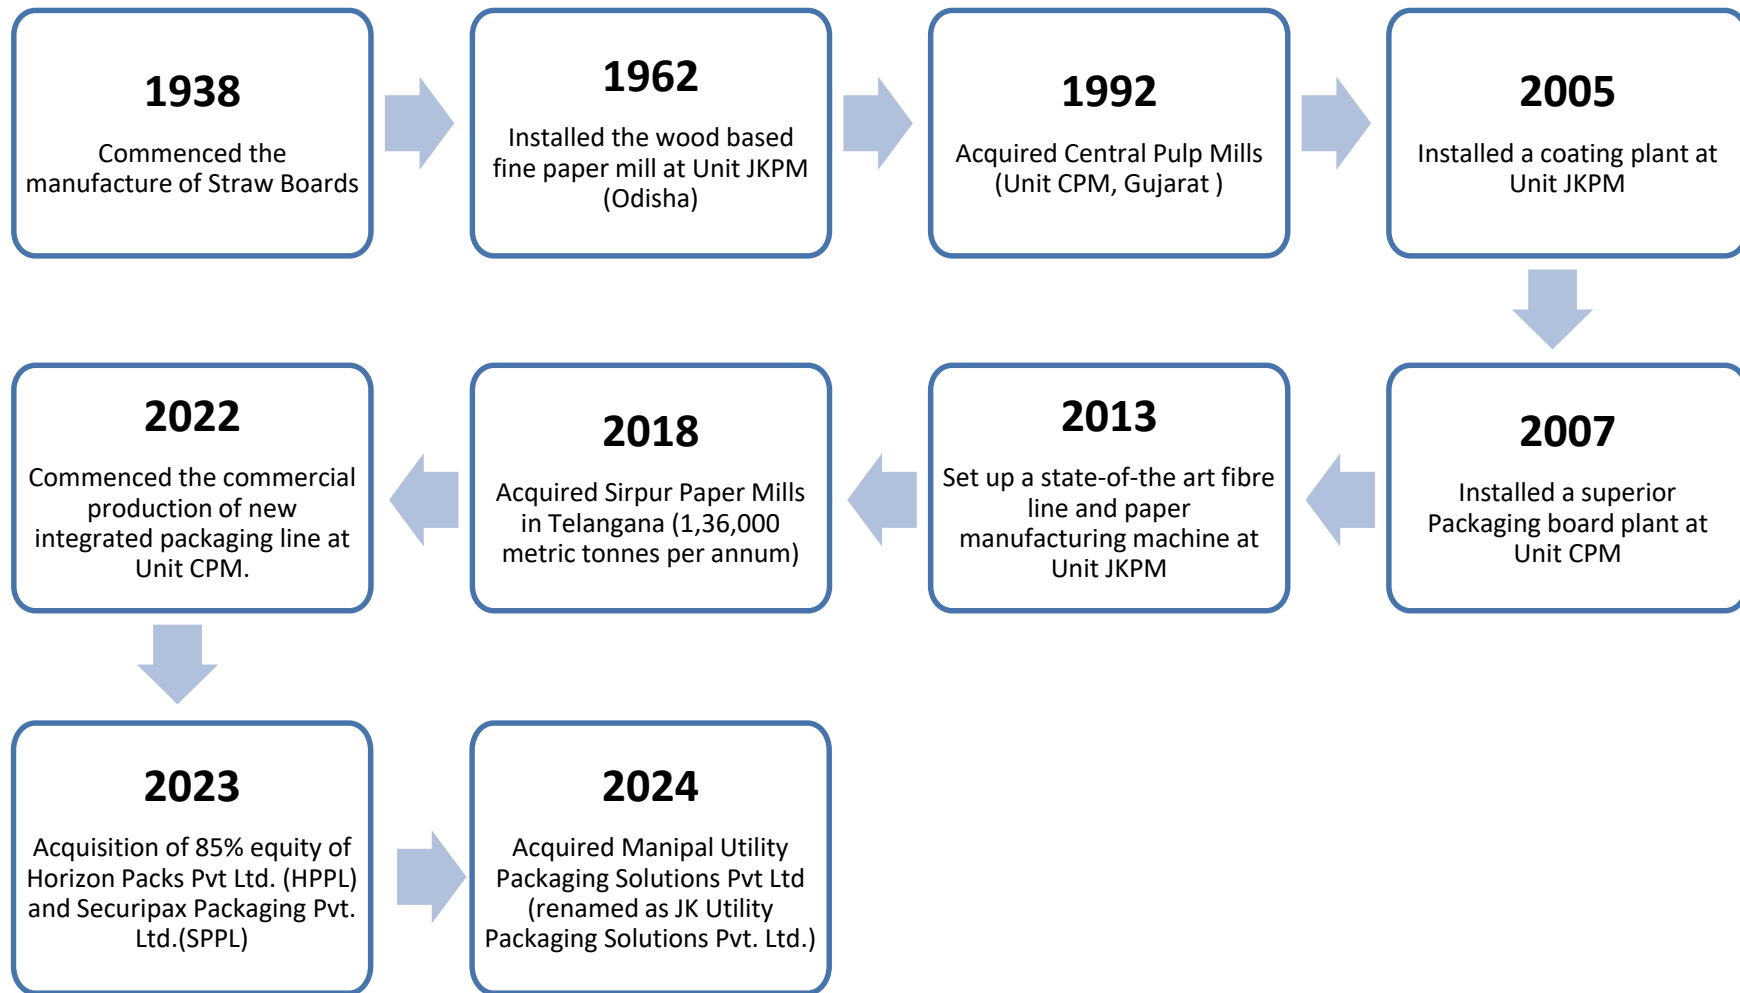 1938
Commenced the
manufacture of Straw Boards
1962
Installed the wood based
fine paper mill at Unit JKPM
(Odisha)
1992
Acquired Central Pulp Mills
(Unit CPM, Gujarat )
2005
Installed a coating plant at
Unit JKPM
2007
Installed a superior
Packaging board plant at
Unit CPM
2013
Set up a state-of-the art fibre
line and paper
manufacturing machine at
Unit JKPM
2018
Acquired Sirpur Paper Mills
in Telangana (1,36,000
metric tonnes per annum)
2022
Commenced the commercial
production of new
integrated packaging line at
Unit CPM.
2023
Acquisition of 85% equity of
Horizon Packs Pvt Ltd. (HPPL)
and Securipax Packaging Pvt.
Ltd.(SPPL)
2024
Acquired Manipal Utility
Packaging Solutions Pvt Ltd
(renamed as JK Utility
Packaging Solutions Pvt. Ltd.)